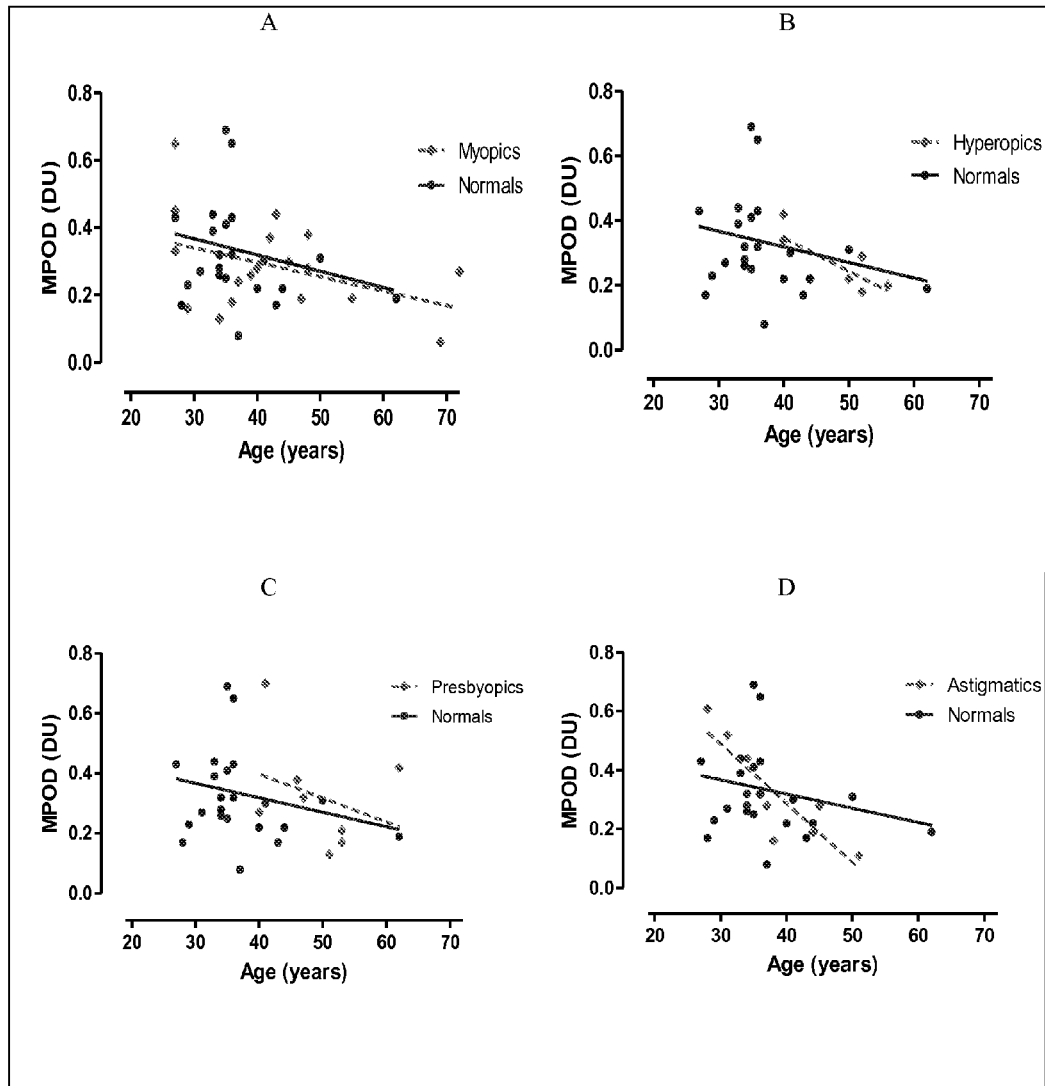 A
0.8
0.6
0.4
0.2
0.0
MPOD (DU)
Myopics
Normals
20 30 40 50 60 70
Age (years)
B
0.8
0.6
0.4
0.2
0.0
MPOD (DU)
Hyperopics
Normals
20 30 40 50 60 70
Age (years)
C
0.8
0.6
0.4
0.2
0.0
MPOD (DU)
Presbyopics
Normals
20 30 40 50 60 70
Age (years)
D
0.8
0.6
0.4
0.2
0.0
MPOD (DU)
Astigmatics
Normals
20 30 40 50 60 70
Age (years)